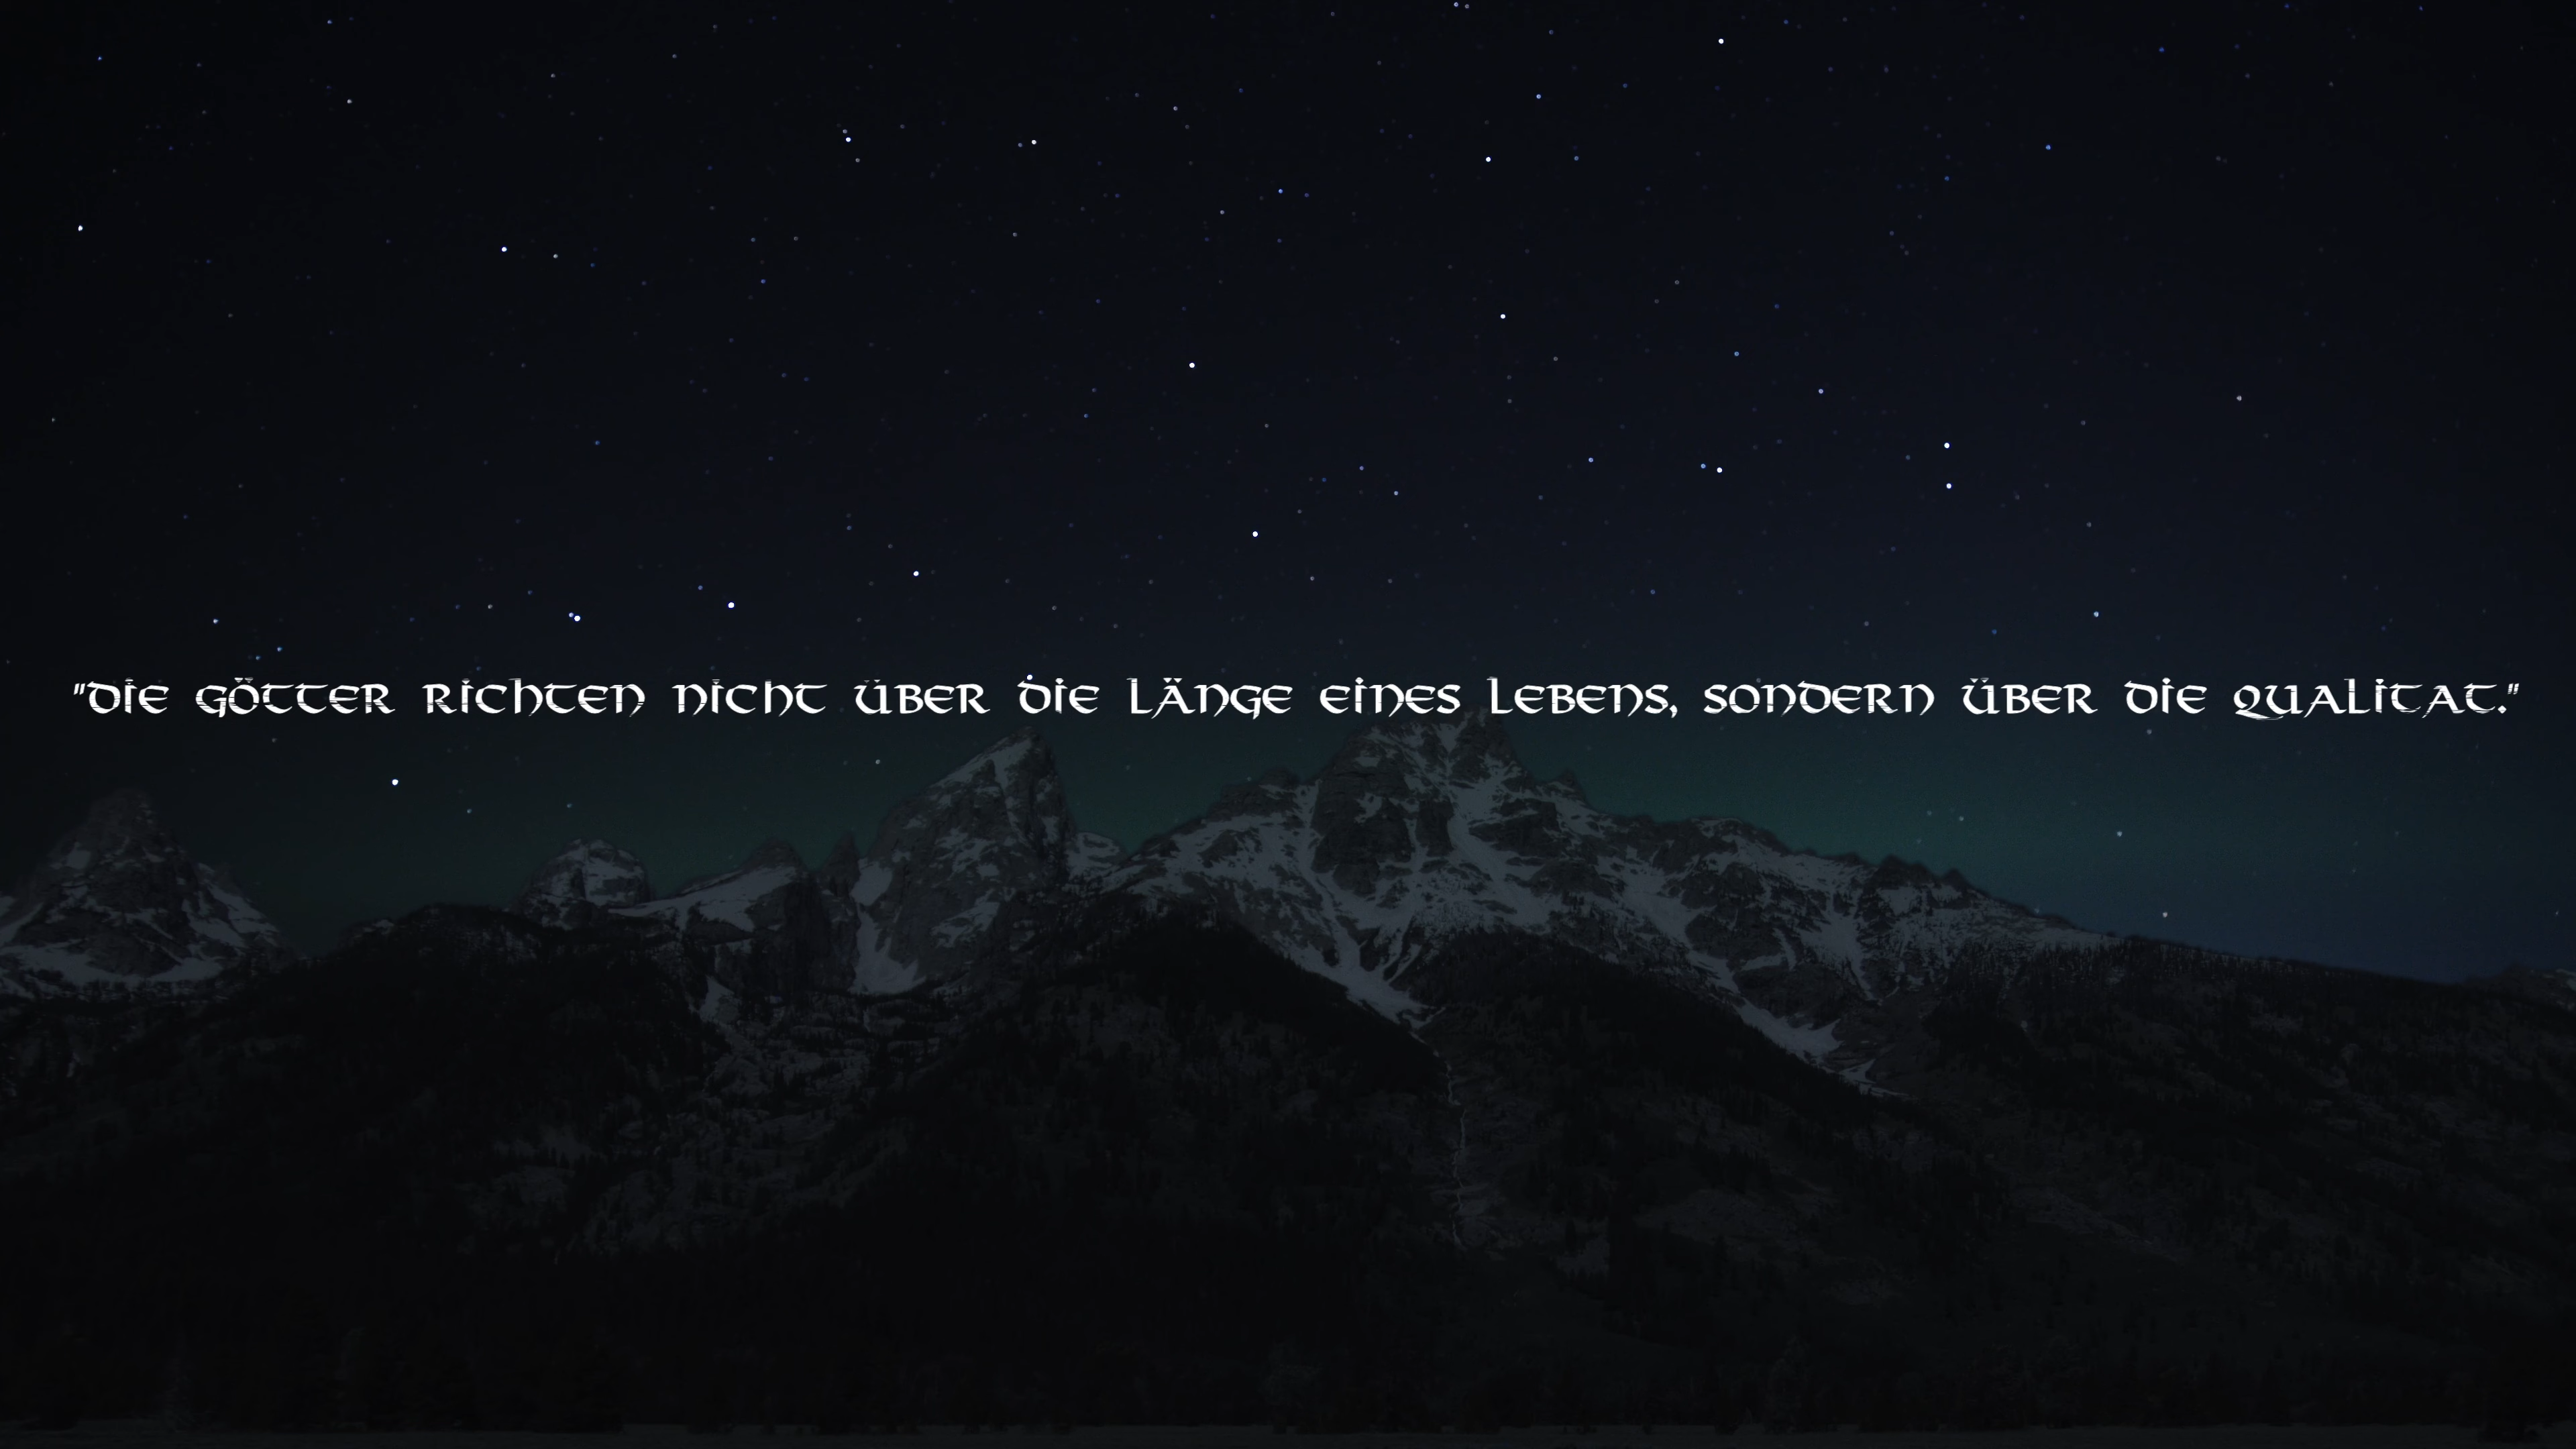 "Die Götter richten nicht über die Länge eines Lebens, sondern über die Qualitat."